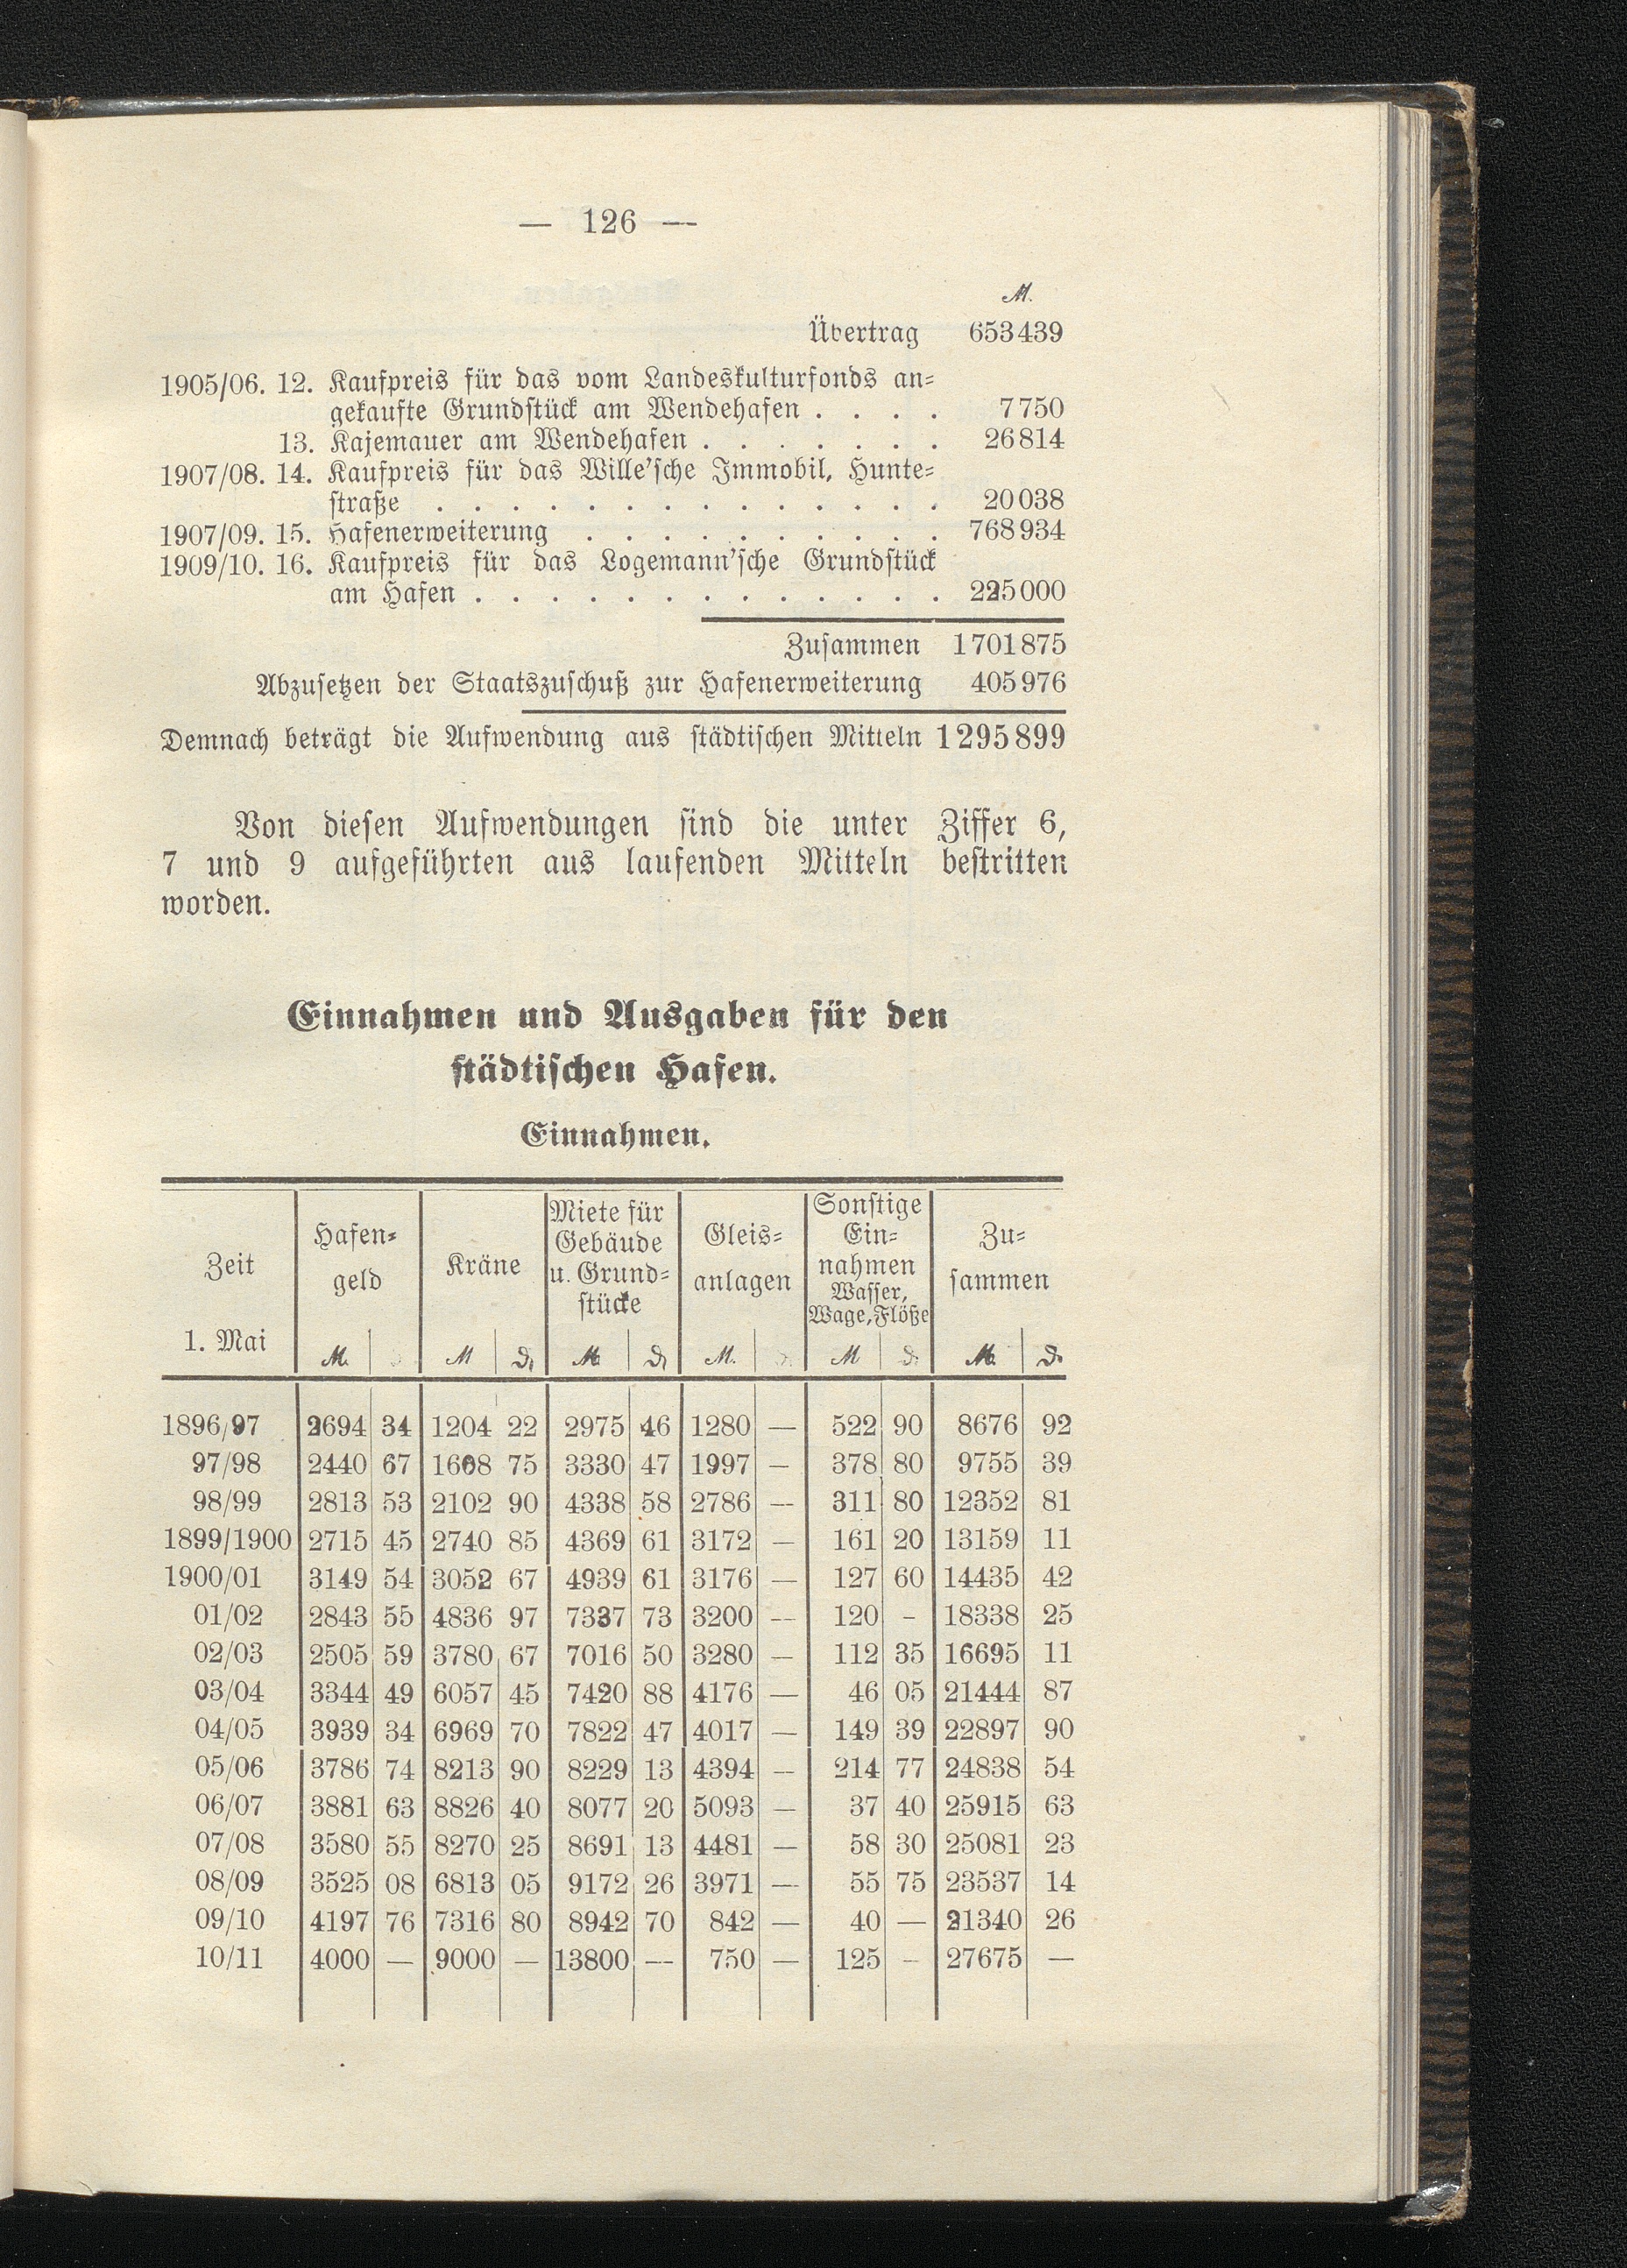 — 126 —
M.
Übertrag 653439
1905/06. 12. Kaufpreis für das vom Landeskulturfonds an-
gekaufte Grundstück am Wendehafen . . . . 7750
13. Kajemauer am Wendehafen . . . . . . . 26814
1907/08. 14. Kaufpreis für das Wille'sche Immobil, Hunte-
straße . . . . . . . . . . . . . . 20038
1907/09. 15. Hafenerweiterung . . . . . . . . . . 768934
1909/10. 16. Kaufpreis für das Logemann'sche Grundstück
am Hafen . . . . . . . . . . . . . 225000
Zusammen 1701875
Abzusetzen der Staatszuschuß zur Hafenerweiterung 405976
Demnach beträgt die Aufwendung aus städtischen Mitteln 1295899
Von diesen Aufwendungen sind die unter Ziffer 6,
7 und 9 aufgeführten aus laufenden Mitteln bestritten
worden.
Einnahmen und Ausgaben für den
städtischen Hafen.
Einnahmen.
Zeit
1. Mai
Hafen-
geld
Kräne
Miete für
Gebäude
u. Grund-
stücke
Gleis-
anlagen
Sonstige
Ein-
nahmen
Wasser,
Wage, Flöße
Zu-
sammen
M. ₰ M ₰ M ₰ M. ₰ M ₰ M. ₰
1896/97 2694 34 1204 22 2975 46 1280 — 522 90 8676 92
97/98 2440 67 1608 75 3330 47 1997 — 378 80 9755 39
98/99 2813 53 2102 90 4338 58 2786 — 311 80 12352 81
1899/1900 2715 45 2740 85 4369 61 3172 — 161 20 13159 11
1900/01 3149 54 3052 67 4939 61 3176 — 127 60 14435 42
01/02 2843 55 4836 97 7337 73 3200 — 120 – 18338 25
02/03 2505 59 3780 67 7016 50 3280 — 112 35 16695 11
03/04 3344 49 6057 45 7420 88 4176 — 46 05 21444 87
04/05 3939 34 6969 70 7822 47 4017 — 149 39 22897 90
05/06 3786 74 8213 90 8229 13 4394 — 214 77 24838 54
06/07 3881 63 8826 40 8077 20 5093 — 37 40 25915 63
07/08 3580 55 8270 25 8691 13 4481 — 58 30 25081 23
08/09 3525 08 6813 05 9172 26 3971 — 55 75 23537 14
09/10 4197 76 7316 80 8942 70 842 — 40 — 21340 26
10/11 4000 — 9000 — 13800 — 750 — 125 – 27675 —